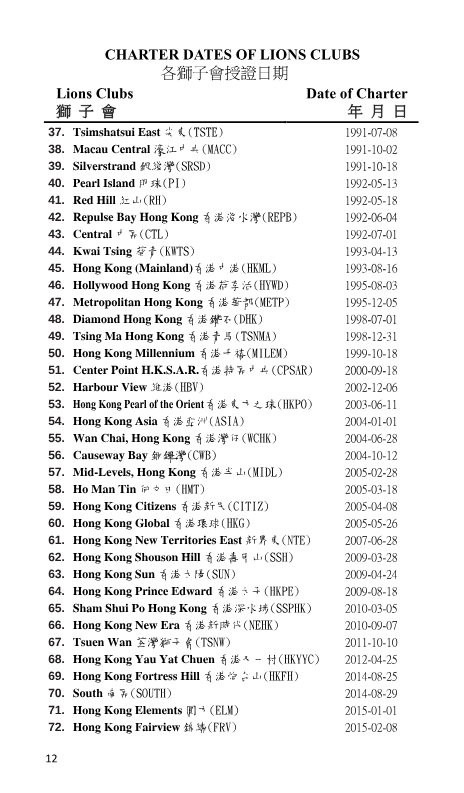 CHARTER DATES OF LIONS CLUBS
各獅子會授證日期
Lions Clubs Date of Charter
獅 子 會 年 月 日
37. Tsimshatsui East 尖東(TSTE) 1991-07-08
38. Macau Central 濠江中央(MACC) 1991-10-02
39. Silverstrand 銀浴灣(SRSD) 1991-10-18
40. Pearl Island 明珠(PI) 1992-05-13
41. Red Hill 紅山(RH) 1992-05-18
42. Repulse Bay Hong Kong 香港淺水灣(REPB) 1992-06-04
43. Central 中區(CTL) 1992-07-01
44. Kwai Tsing 葵青(KWTS) 1993-04-13
45. Hong Kong (Mainland)香港中港(HKML) 1993-08-16
46. Hollywood Hong Kong 香港荷李活(HYWD) 1995-08-03
47. Metropolitan Hong Kong 香港華都(METP) 1995-12-05
48. Diamond Hong Kong 香港鑽石(DHK) 1998-07-01
49. Tsing Ma Hong Kong 香港青馬(TSNMA) 1998-12-31
50. Hong Kong Millennium 香港千禧(MILEM) 1999-10-18
51. Center Point H.K.S.A.R.香港特區中央(CPSAR) 2000-09-18
52. Harbour View 維港(HBV) 2002-12-06
53. Hong Kong Pearl of the Orient香港東方之珠(HKPO) 2003-06-11
54. Hong Kong Asia 香港亞洲(ASIA) 2004-01-01
55. Wan Chai, Hong Kong 香港灣仔(WCHK) 2004-06-28
56. Causeway Bay 銅鑼灣(CWB) 2004-10-12
57. Mid-Levels, Hong Kong 香港半山(MIDL) 2005-02-28
58. Ho Man Tin 何文田(HMT) 2005-03-18
59. Hong Kong Citizens 香港新民(CITIZ) 2005-04-08
60. Hong Kong Global 香港環球(HKG) 2005-05-26
61. Hong Kong New Territories East 新界東(NTE) 2007-06-28
62. Hong Kong Shouson Hill 香港壽臣山(SSH) 2009-03-28
63. Hong Kong Sun 香港太陽(SUN) 2009-04-24
64. Hong Kong Prince Edward 香港太子(HKPE) 2009-08-18
65. Sham Shui Po Hong Kong 香港深水埗(SSPHK) 2010-03-05
66. Hong Kong New Era 香港新時代(NEHK) 2010-09-07
67. Tsuen Wan 荃灣獅子會(TSNW) 2011-10-10
68. Hong Kong Yau Yat Chuen 香港又一村(HKYYC) 2012-04-25
69. Hong Kong Fortress Hill 香港炮台山(HKFH) 2014-08-25
70. South 南區(SOUTH) 2014-08-29
71. Hong Kong Elements 圓方(ELM) 2015-01-01
72. Hong Kong Fairview 錦綉(FRV) 2015-02-08
12